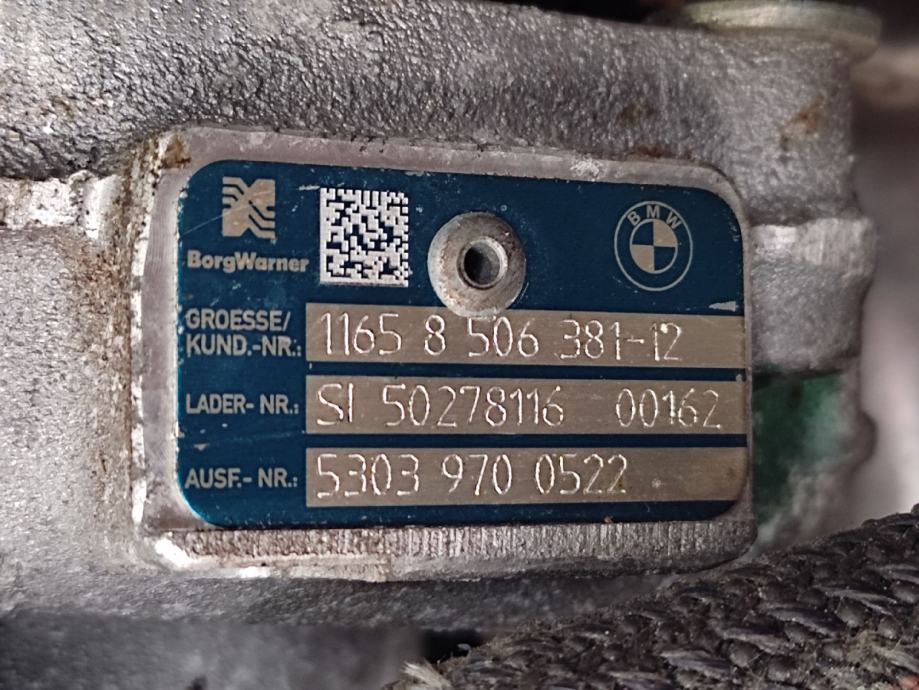 BorgWarner
BMW
GROESSE/
KUND.-NR.: 1165 8 506 381-12
LADER- NR.: SI 50278116 00162
AUSF.- NR.: 5303 970 0522